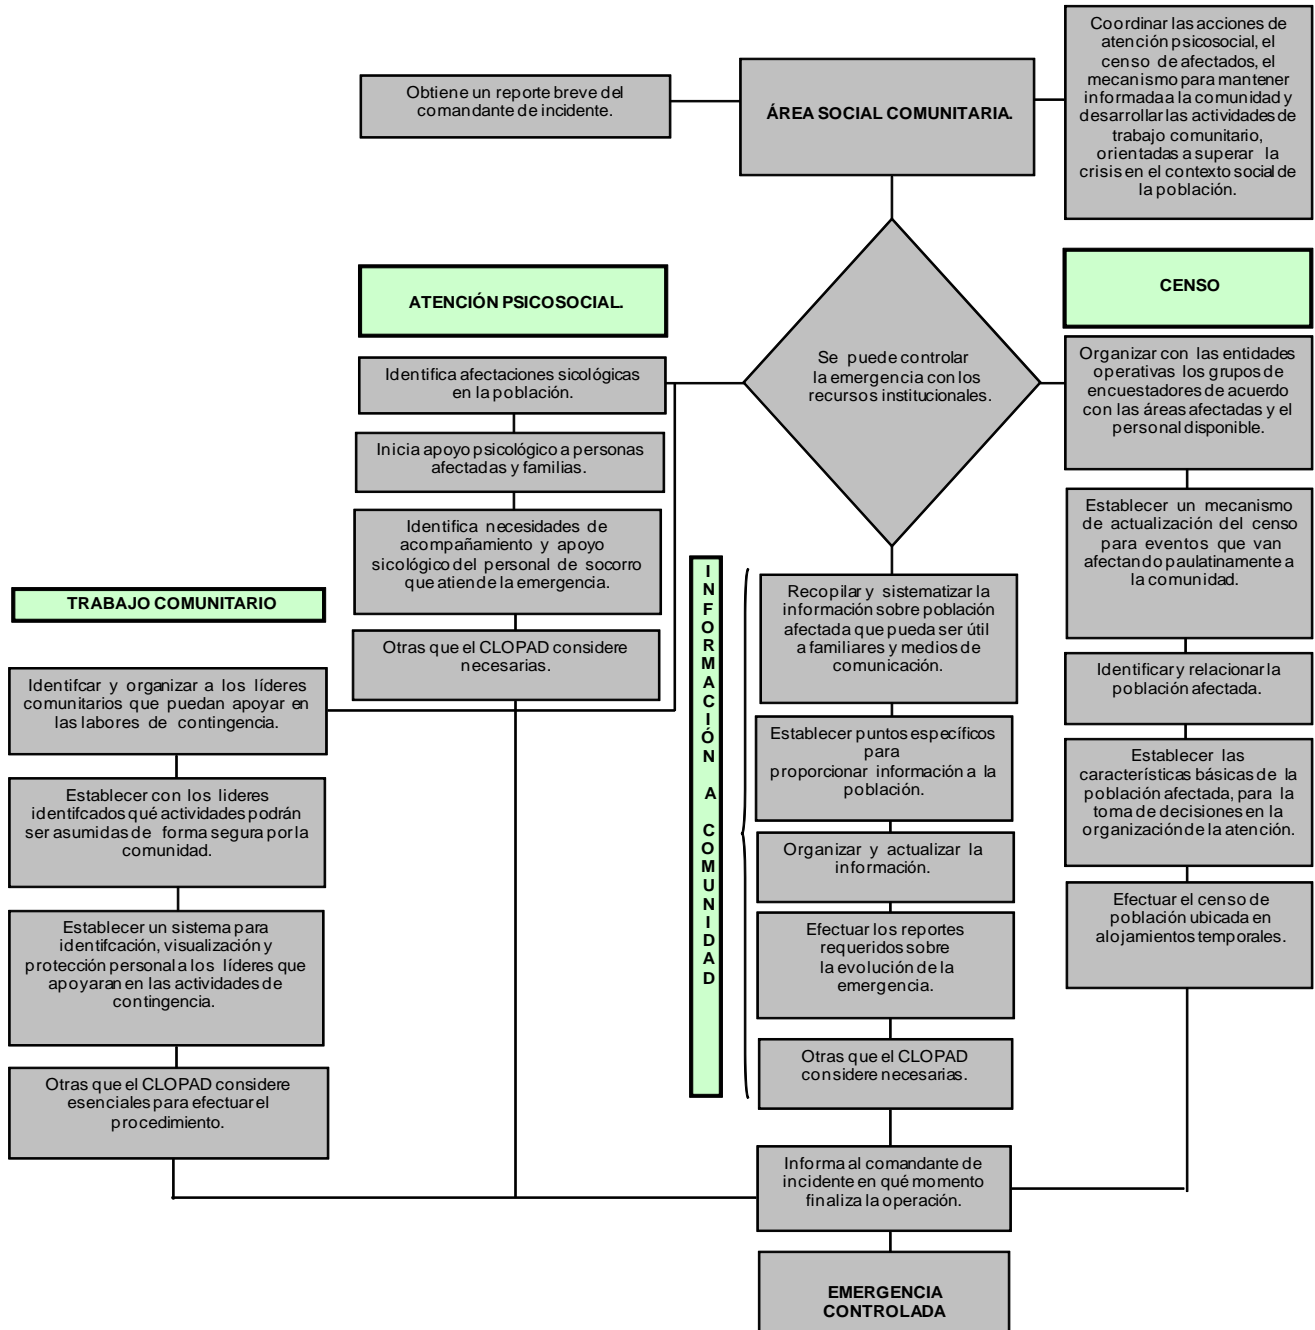 Obtiene un reporte breve del
comandante de incidente.
ÁREA SOCIAL COMUNITARIA.
Coordinar las acciones de
atención psicosocial, el
censo de afectados, el
mecanismo para mantener
informada a la comunidad y
desarrollar las actividades de
trabajo comunitario,
orientadas a superar la
crisis en el contexto social de
la población.
Se puede controlar
la emergencia con los
recursos institucionales.
ATENCIÓN PSICOSOCIAL.
Identifica afectaciones sicológicas
en la población.
Inicia apoyo psicológico a personas
afectadas y familias.
Identifica necesidades de
acompañamiento y apoyo
sicológico del personal de socorro
que atiende la emergencia.
Otras que el CLOPAD considere
necesarias.
CENSO
Organizar con las entidades
operativas los grupos de
encuestadores de acuerdo
con las áreas afectadas y el
personal disponible.
Establecer un mecanismo
de actualización del censo
para eventos que van
afectando paulatinamente a
la comunidad.
Identificar y relacionar la
población afectada.
Establecer las
características básicas de la
población afectada, para la
toma de decisiones en la
organización de la atención.
Efectuar el censo de
población ubicada en
alojamientos temporales.
TRABAJO COMUNITARIO
Identifcar y organizar a los líderes
comunitarios que puedan apoyar en
las labores de contingencia.
Establecer con los lideres
identifcados qué actividades podrán
ser asumidas de forma segura por la
comunidad.
Establecer un sistema para
identifcación, visualización y
protección personal a los líderes que
apoyaran en las actividades de
contingencia.
Otras que el CLOPAD considere
esenciales para efectuar el
procedimiento.
INFORMACIÓN A COMUNIDAD
Recopilar y sistematizar la
información sobre población
afectada que pueda ser útil
a familiares y medios de
comunicación.
Establecer puntos específicos
para
proporcionar información a la
población.
Organizar y actualizar la
información.
Efectuar los reportes
requeridos sobre
la evolución de la
emergencia.
Otras que el CLOPAD
considere necesarias.
Informa al comandante de
incidente en qué momento
finaliza la operación.
EMERGENCIA
CONTROLADA